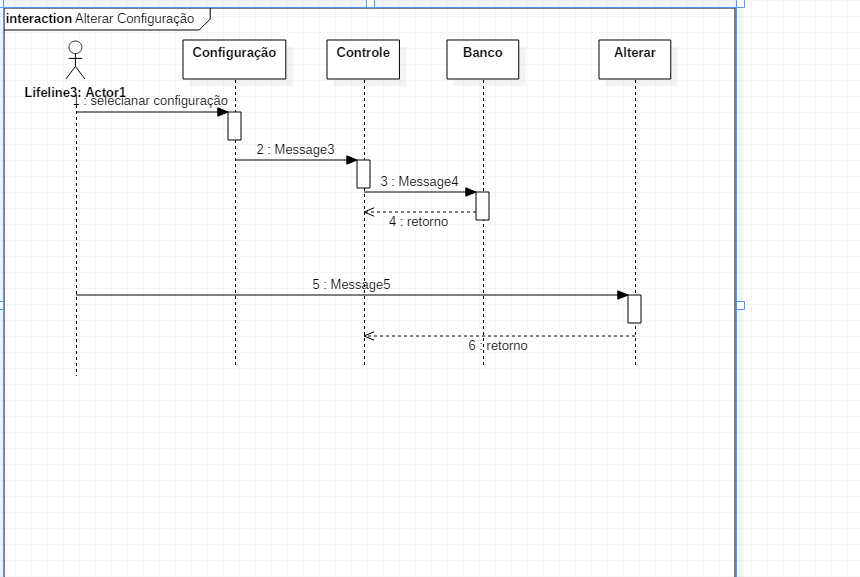 interaction Alterar Configuração
Configuração
Controle
Banco
Alterar
Lifeline3: Actor1
1 : selecianar configuração
2 : Message3
3 : Message4
4 : retorno
5 : Message5
6 : retorno